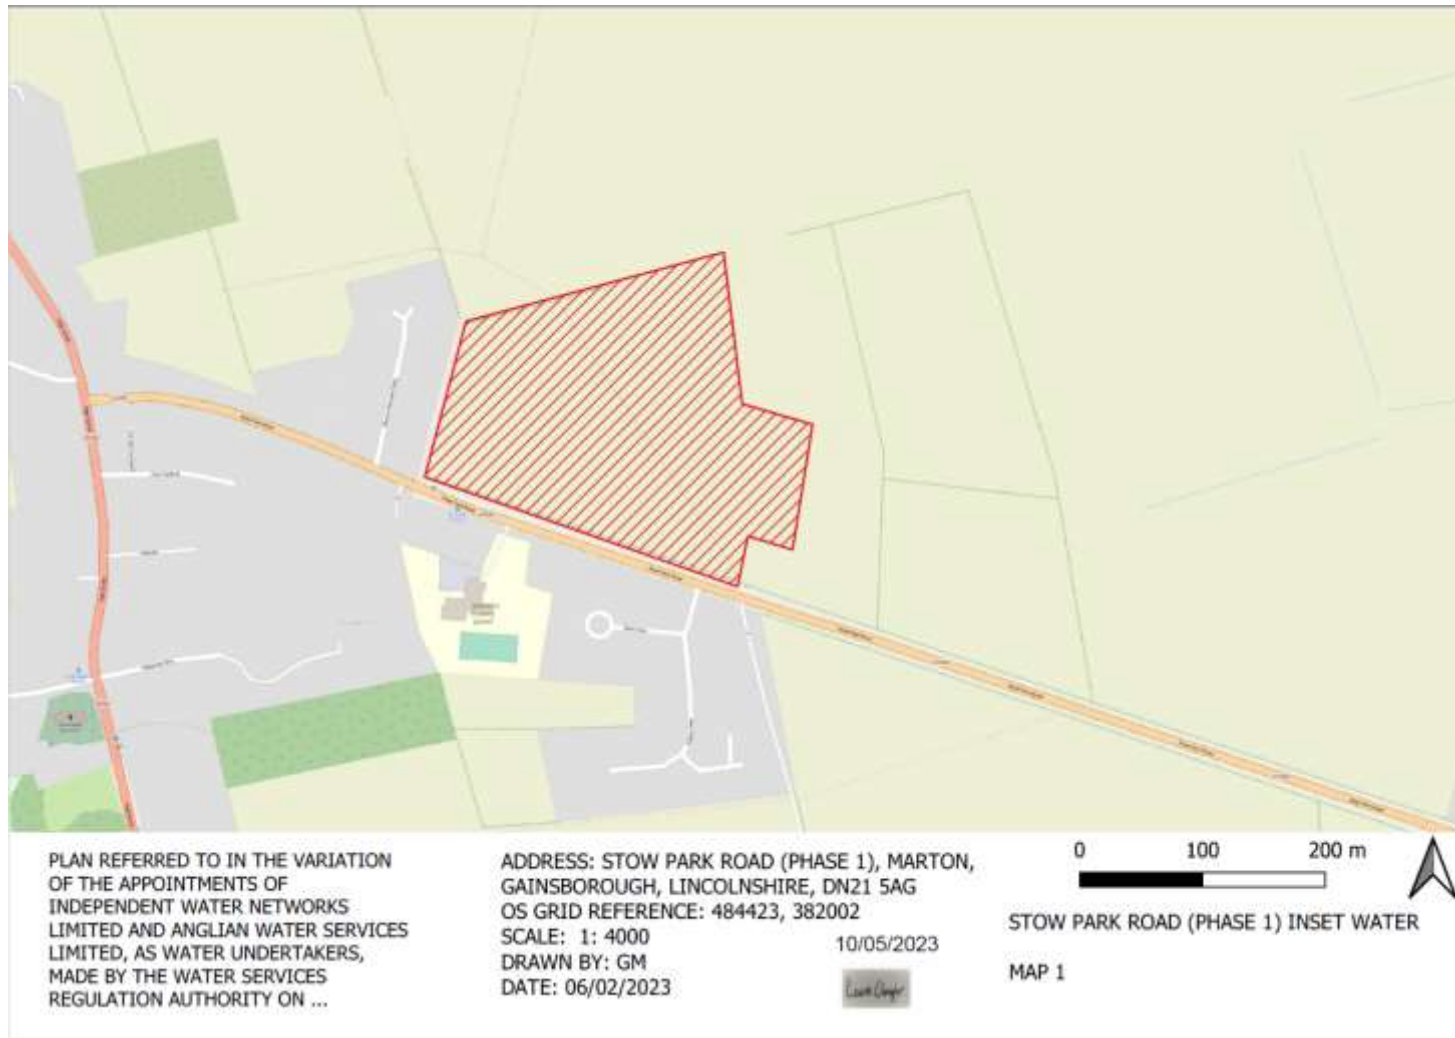 PLAN REFERRED TO IN THE VARIATION
OF THE APPOINTMENTS OF
INDEPENDENT WATER NETWORKS
LIMITED AND ANGLIAN WATER SERVICES
LIMITED, AS WATER UNDERTAKERS,
MADE BY THE WATER SERVICES
REGULATION AUTHORITY ON ...
ADDRESS: STOW PARK ROAD (PHASE 1), MARTON,
GAINSBOROUGH, LINCOLNSHIRE, DN21 5AG
OS GRID REFERENCE: 484423, 382002
SCALE: 1: 4000
DRAWN BY: GM
DATE: 06/02/2023
10/05/2023
0 100 200 m
STOW PARK ROAD (PHASE 1) INSET WATER
MAP 1